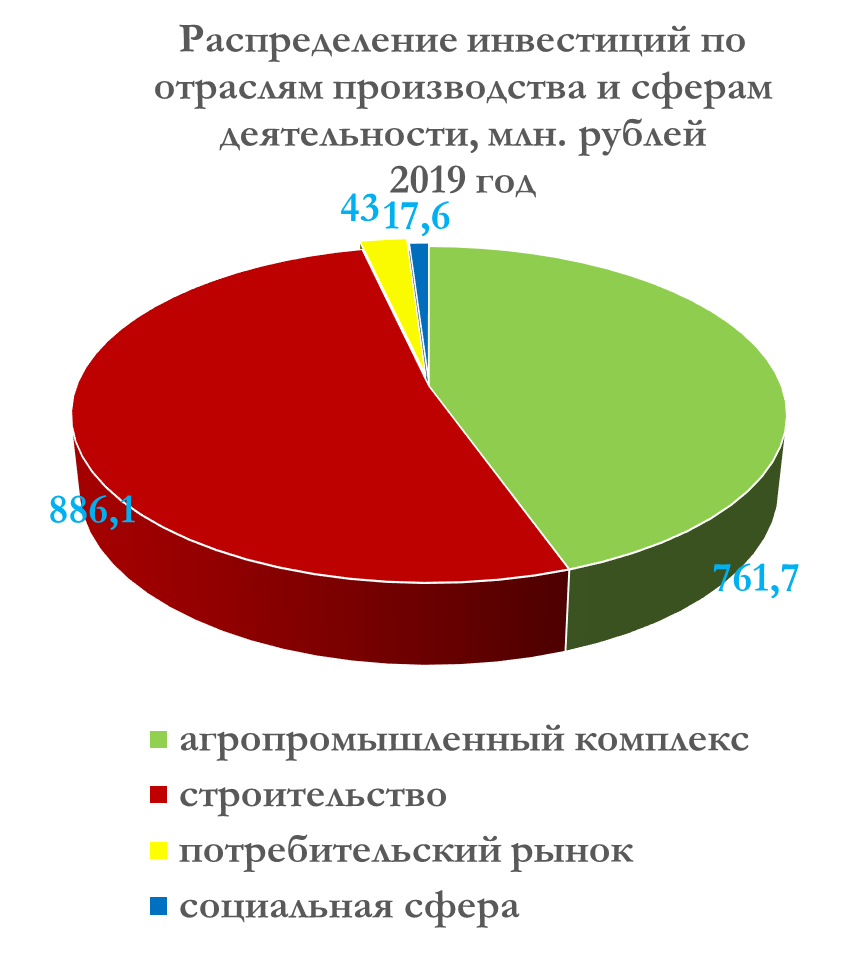 Распределение инвестиций по
отраслям производства и сферам
деятельности, млн. рублей
2019 год
43
17,6
886,1
761,7
агропромышленный комплекс
строительство
потребительский рынок
социальная сфера